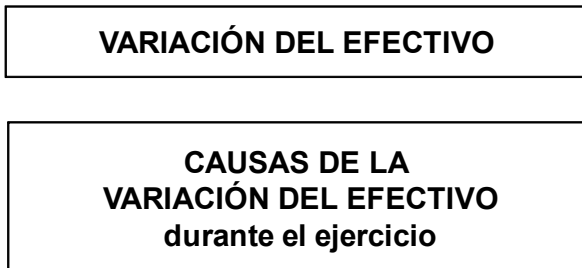 VARIACIÓN DEL EFECTIVO
CAUSAS DE LA
VARIACIÓN DEL EFECTIVO
durante el ejercicio